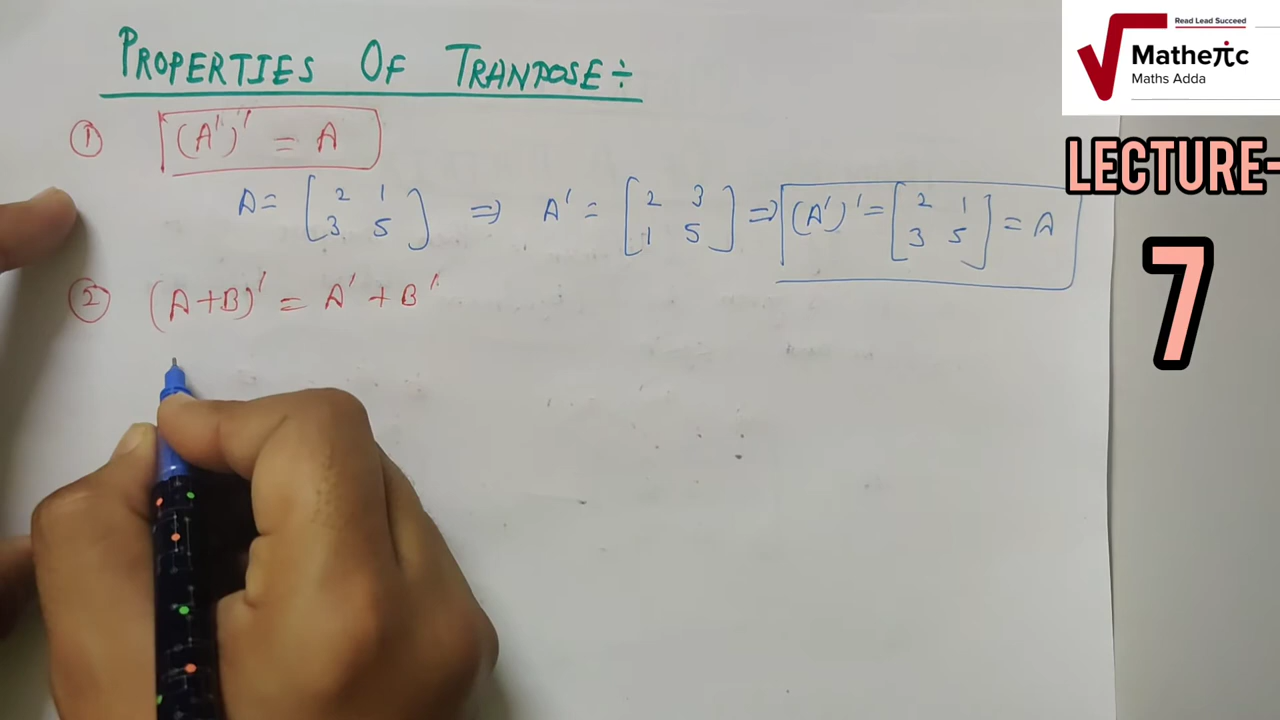 PROPERTIES OF TRANPOSE÷
① (A')' = A
A = [2 1 3 5] ⇒ A' = [2 3 1 5] ⇒ (A')' = [2 1 3 5] = A
② (A+B)' = A' + B'
Read Lead Succeed
Matheπc
Maths Adda
LECTURE-
7